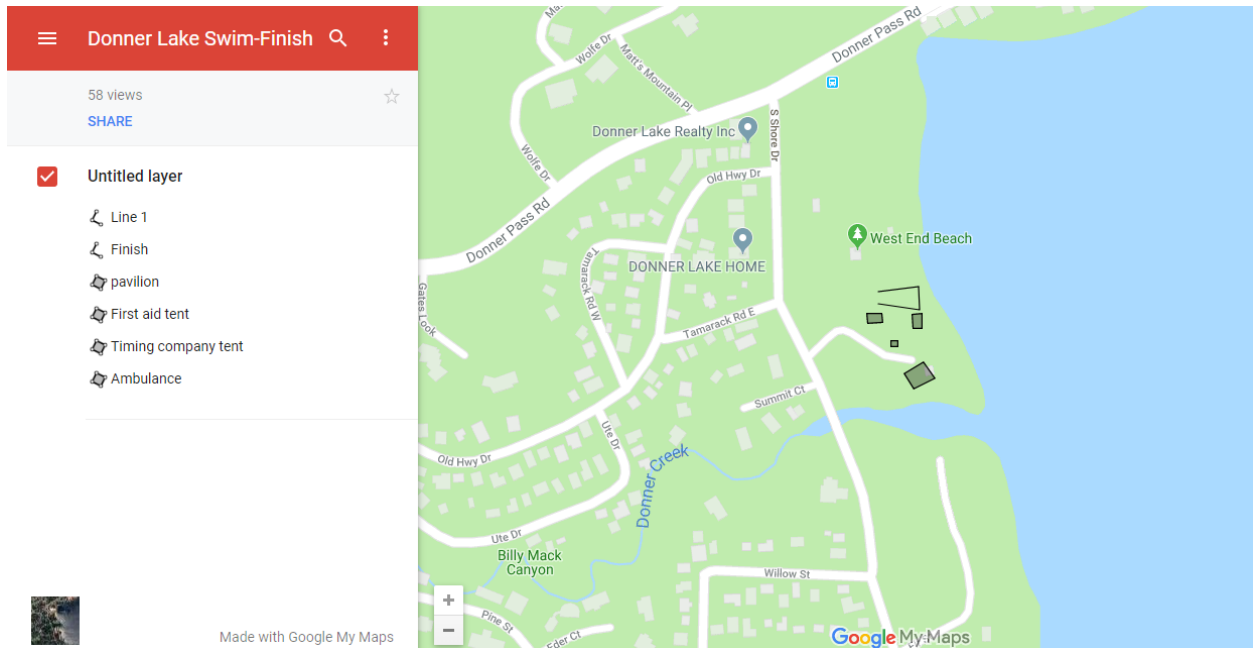 Donner Lake Swim-Finish
58 views
SHARE
Untitled layer
Line 1
Finish
pavilion
First aid tent
Timing company tent
Ambulance
Made with Google My Maps
Wolfe Dr
Matt's Mountain Pl
Donner Pass Rd
Donner Lake Realty Inc
S Shore Dr
Wolfe Dr
Old Hwy Dr
Donner Pass Rd
West End Beach
DONNER LAKE HOME
Tamarack Rd W
Gates Look
Tamarack Rd E
Summit Ct
Ute Dr
Old Hwy Dr
Donner Creek
Ute Dr
Billy Mack
Canyon
Willow St
Pine St
Eder Ct
Google My Maps